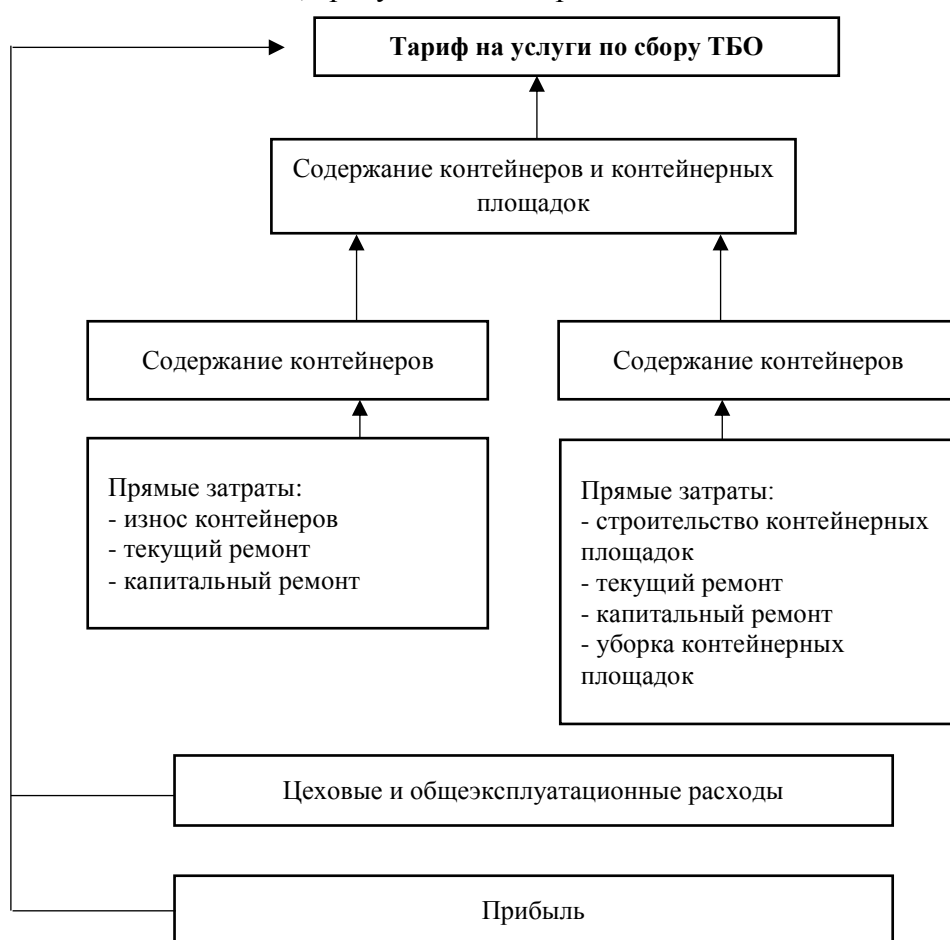 Тариф на услуги по сбору ТБО
Содержание контейнеров и контейнерных
площадок
Содержание контейнеров
Содержание контейнеров
Прямые затраты:
- износ контейнеров
- текущий ремонт
- капитальный ремонт
Прямые затраты:
- строительство контейнерных
площадок
- текущий ремонт
- капитальный ремонт
- уборка контейнерных
площадок
Цеховые и общеэксплуатационные расходы
Прибыль